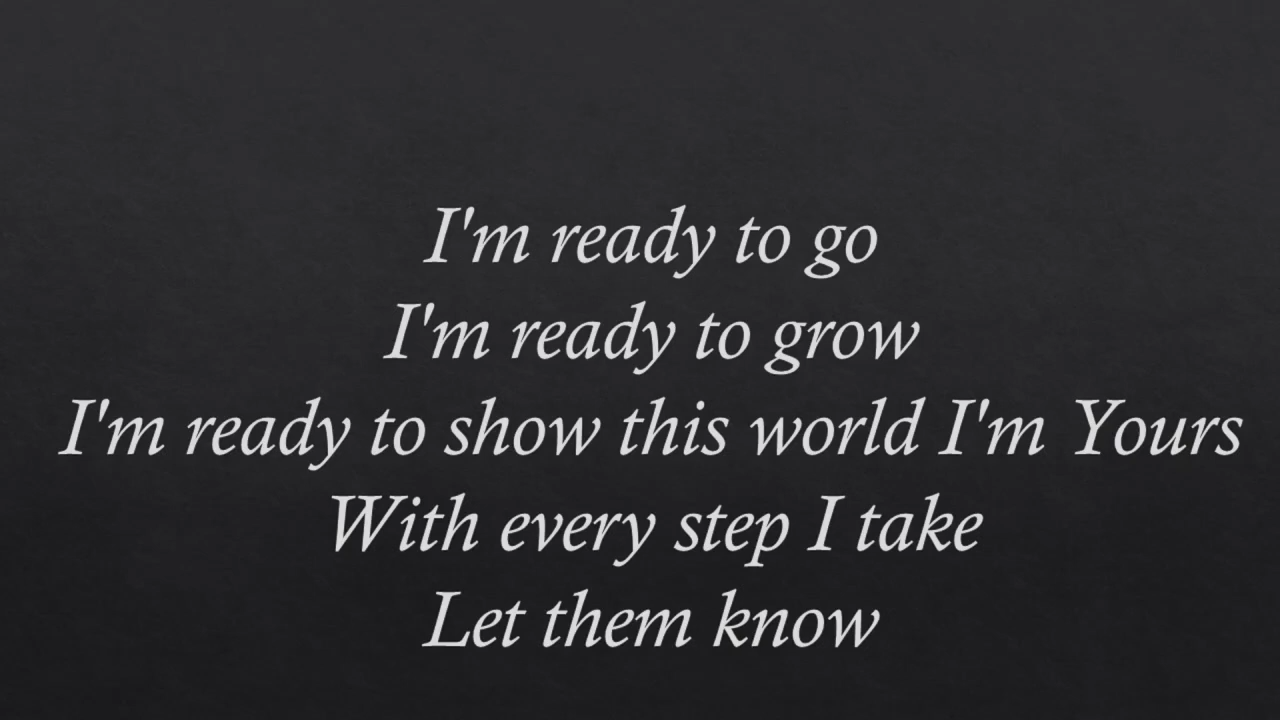 I'm ready to go
I'm ready to grow
I'm ready to show this world I'm Yours
With every step I take
Let them know